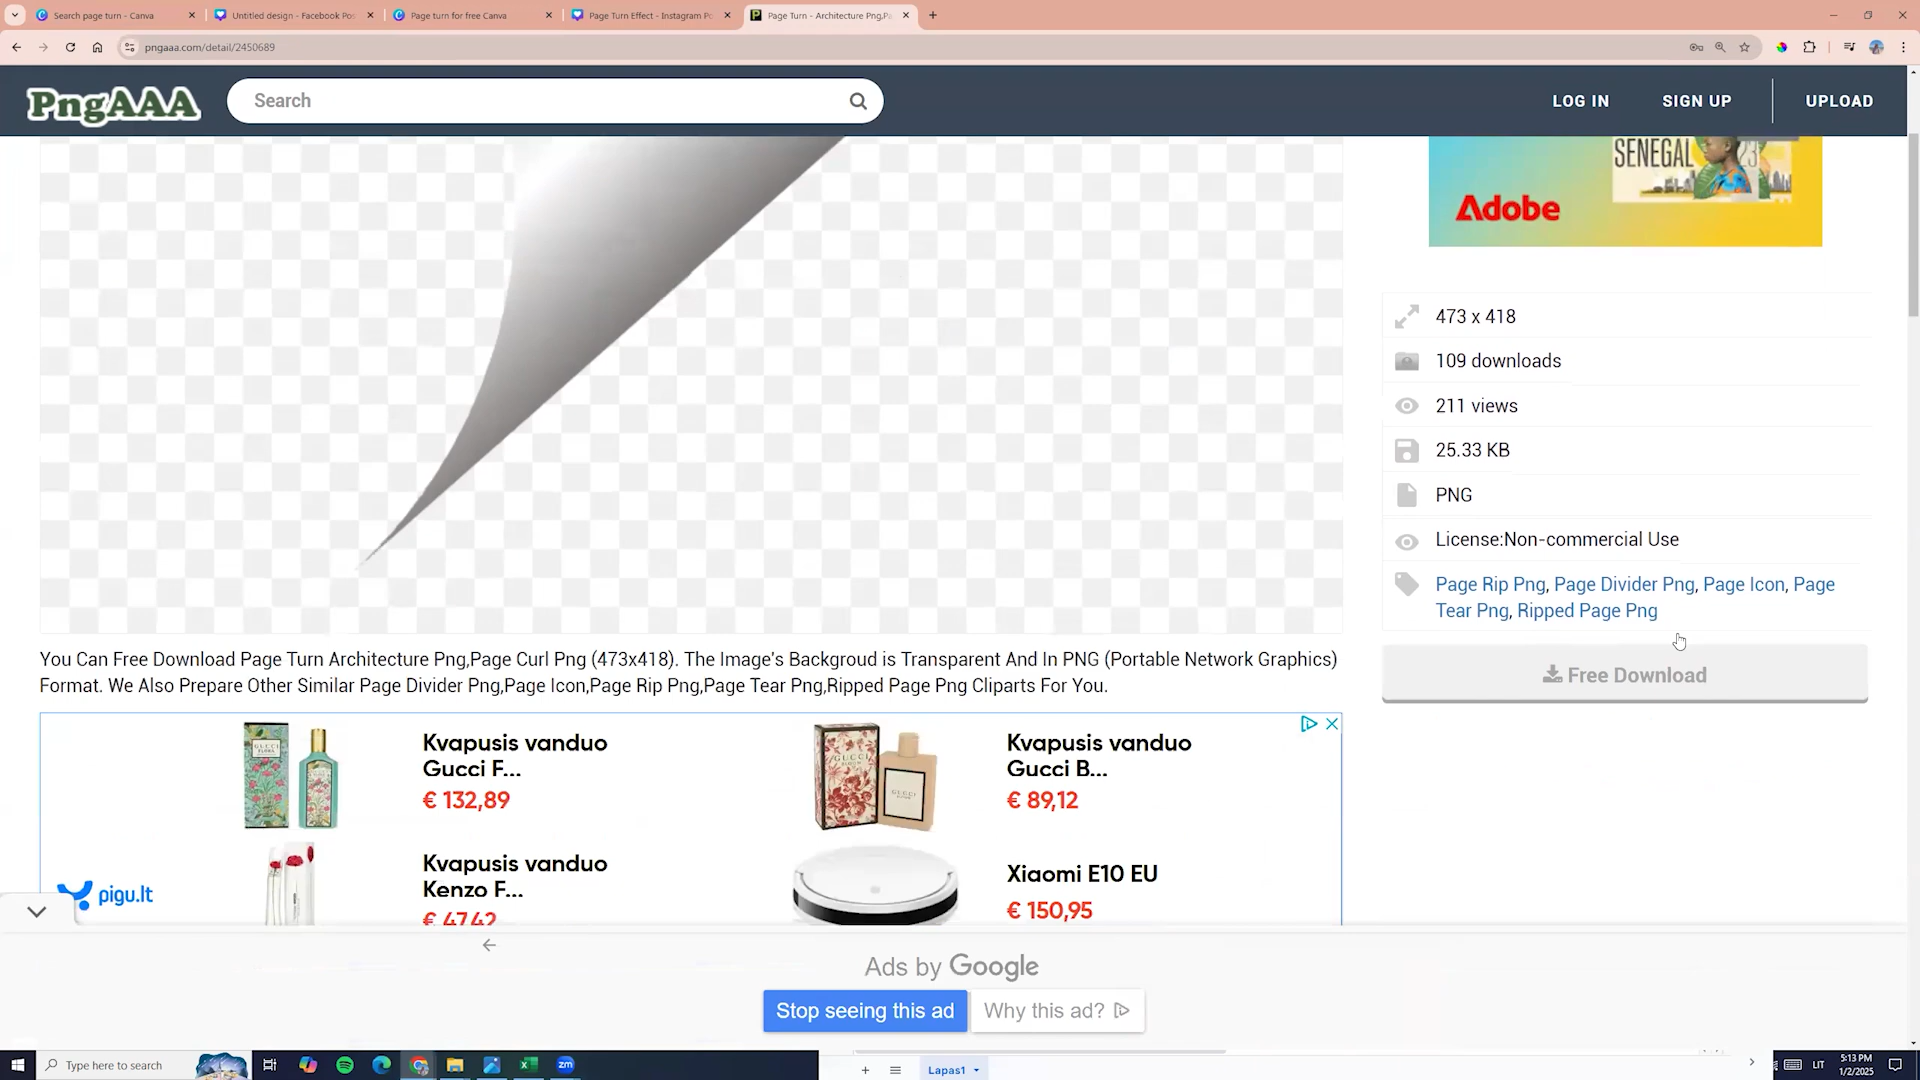 Search page turn - Canva
Untitled design - Facebook Po
Page turn for free Canva
Page Turn Effect - Instagram Po
Page Turn - Architecture Png,Pa
pngaaa.com/detail/2450689
PngAAA
Search
LOG IN
SIGN UP
UPLOAD
SENEGAL
Adobe
473 x 418
109 downloads
211 views
25.33 KB
PNG
License:Non-commercial Use
Page Rip Png, Page Divider Png, Page Icon, Page
Tear Png, Ripped Page Png
Free Download
You Can Free Download Page Turn Architecture Png,Page Curl Png (473x418). The Image's Backgroud is Transparent And In PNG (Portable Network Graphics)
Format. We Also Prepare Other Similar Page Divider Png,Page Icon,Page Rip Png,Page Tear Png,Ripped Page Png Cliparts For You.
Kvapusis vanduo
Gucci F...
€ 132,89
Kvapusis vanduo
Gucci B...
€ 89,12
Kvapusis vanduo
Kenzo F...
€ 47,42
Xiaomi E10 EU
€ 150,95
pigu.lt
Ads by Google
Stop seeing this ad
Why this ad?
Type here to search
Lapas1
LIT
5:13 PM
1/2/2025